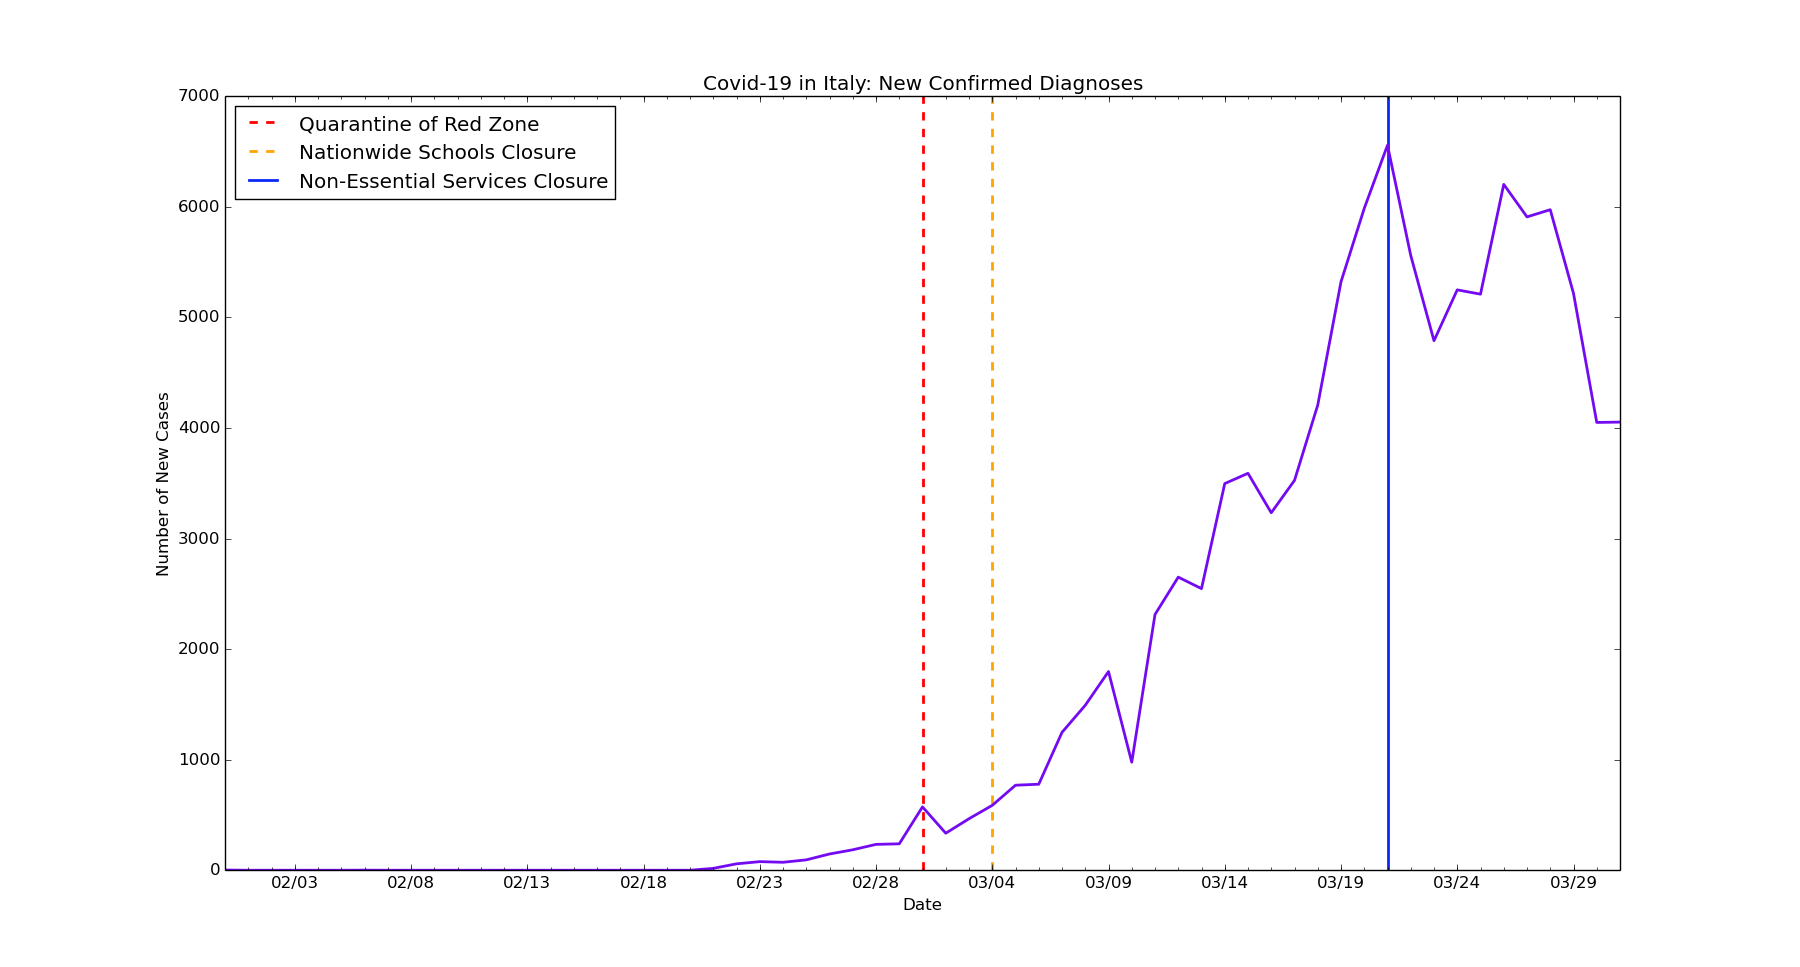 Covid-19 in Italy: New Confirmed Diagnoses
7000
6000
5000
4000
3000
2000
1000
0
Number of New Cases
Quarantine of Red Zone
Nationwide Schools Closure
Non-Essential Services Closure
02/03 02/08 02/13 02/18 02/23 02/28 03/04 03/09 03/14 03/19 03/24 03/29
Date